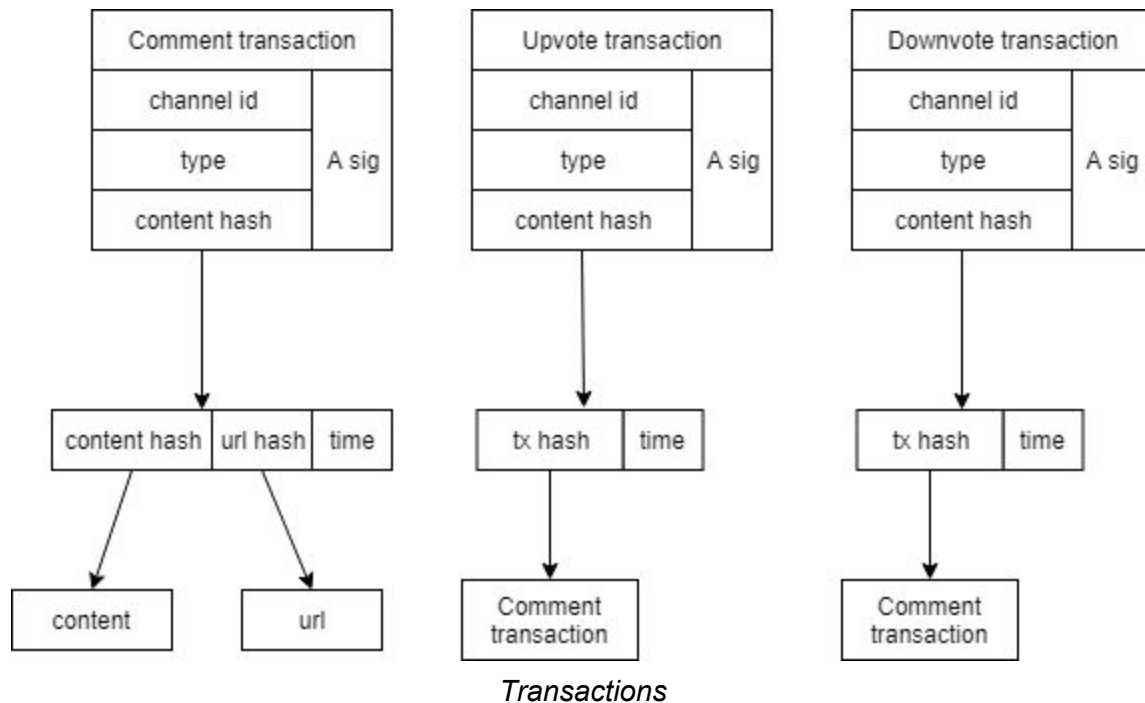 Comment transaction
channel id
type
content hash
A sig
Upvote transaction
channel id
type
content hash
A sig
Downvote transaction
channel id
type
content hash
A sig
content hash
url hash
time
tx hash
time
tx hash
time
content
url
Comment
transaction
Comment
transaction
Transactions